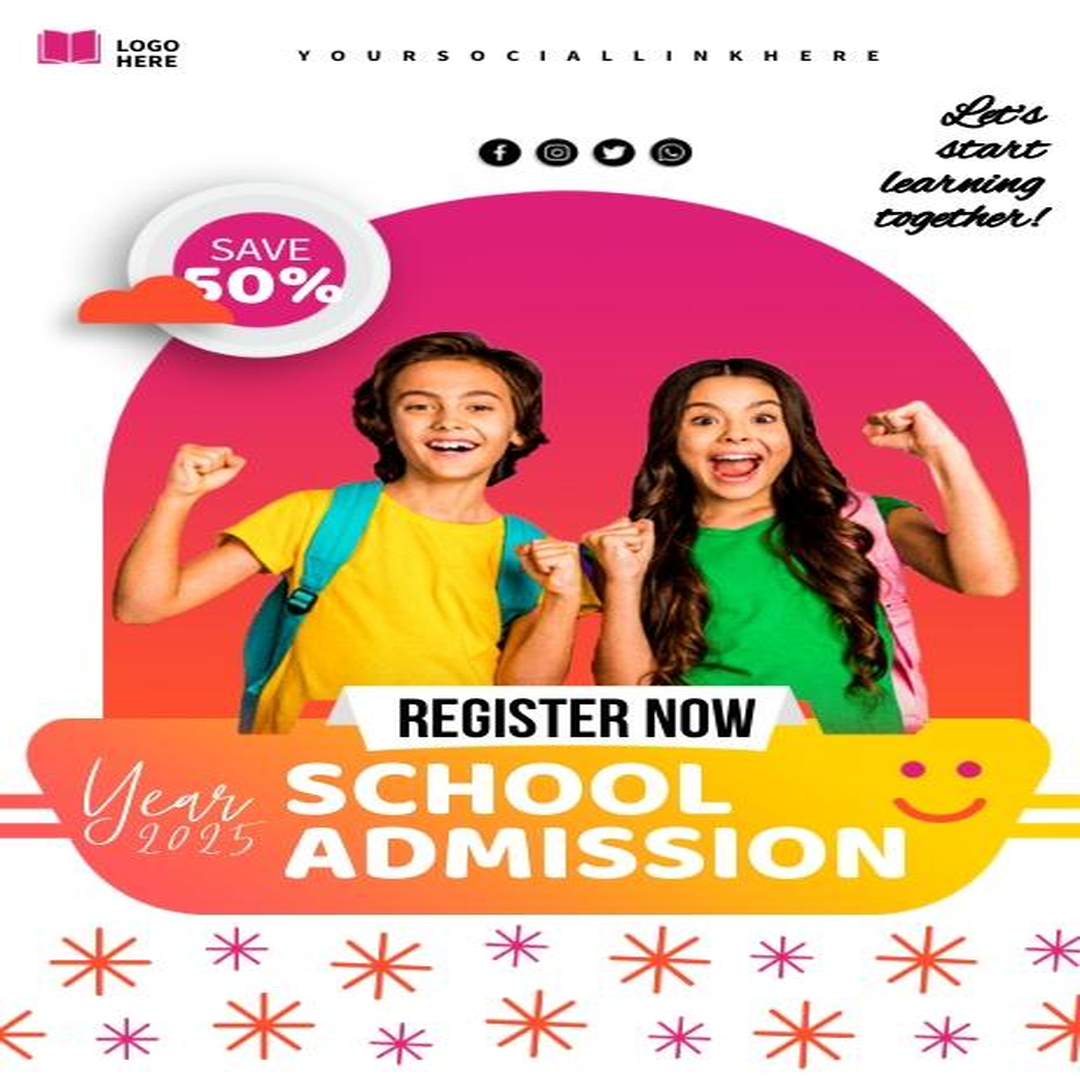 LOGO
HERE
YOURSOCIALLINKHERE
Let's
start
learning
together!
SAVE
50%
REGISTER NOW
Year
2025
SCHOOL
ADMISSION